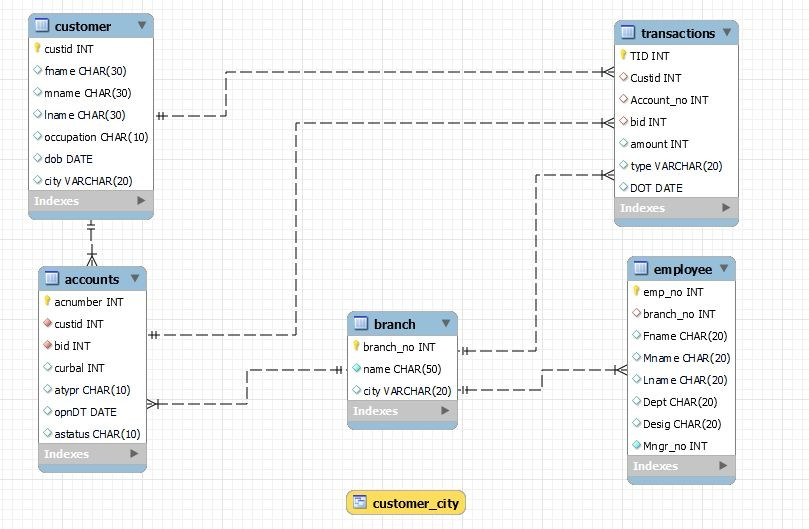 customer
custid INT
fname CHAR(30)
mname CHAR(30)
lname CHAR(30)
occupation CHAR(10)
dob DATE
city VARCHAR(20)
Indexes
transactions
TID INT
Custid INT
Account_no INT
bid INT
amount INT
type VARCHAR(20)
DOT DATE
Indexes
accounts
acnumber INT
custid INT
bid INT
curbal INT
atypr CHAR(10)
opnDT DATE
astatus CHAR(10)
Indexes
branch
branch_no INT
name CHAR(50)
city VARCHAR(20)
Indexes
employee
emp_no INT
branch_no INT
Fname CHAR(20)
Mname CHAR(20)
Lname CHAR(20)
Dept CHAR(20)
Desig CHAR(20)
Mngr_no INT
Indexes
customer_city